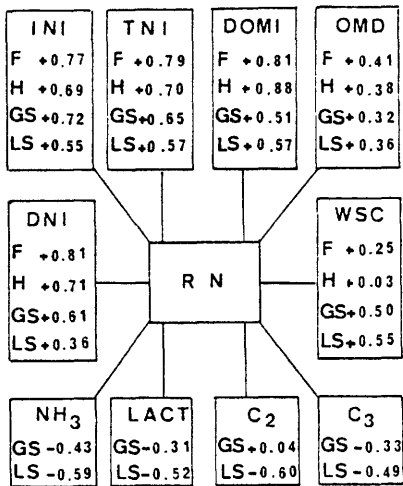 INI
F +0.77
H +0.69
GS+0.72
LS+0.55
TNI
F +0.79
H +0.70
GS+0.65
LS+0.57
DOMI
F +0.81
H +0.88
GS+0.51
LS+0.57
OMD
F +0.41
H +0.38
GS+0.32
LS+0.36
DNI
F +0.81
H +0.71
GS+0.61
LS+0.36
R N
WSC
F +0.25
H +0.03
GS+0.50
LS+0.55
NH3
GS-0.43
LS-0.59
LACT
GS-0.31
LS-0.52
C2
GS+0.04
LS-0.60
C3
GS-0.33
LS-0.49